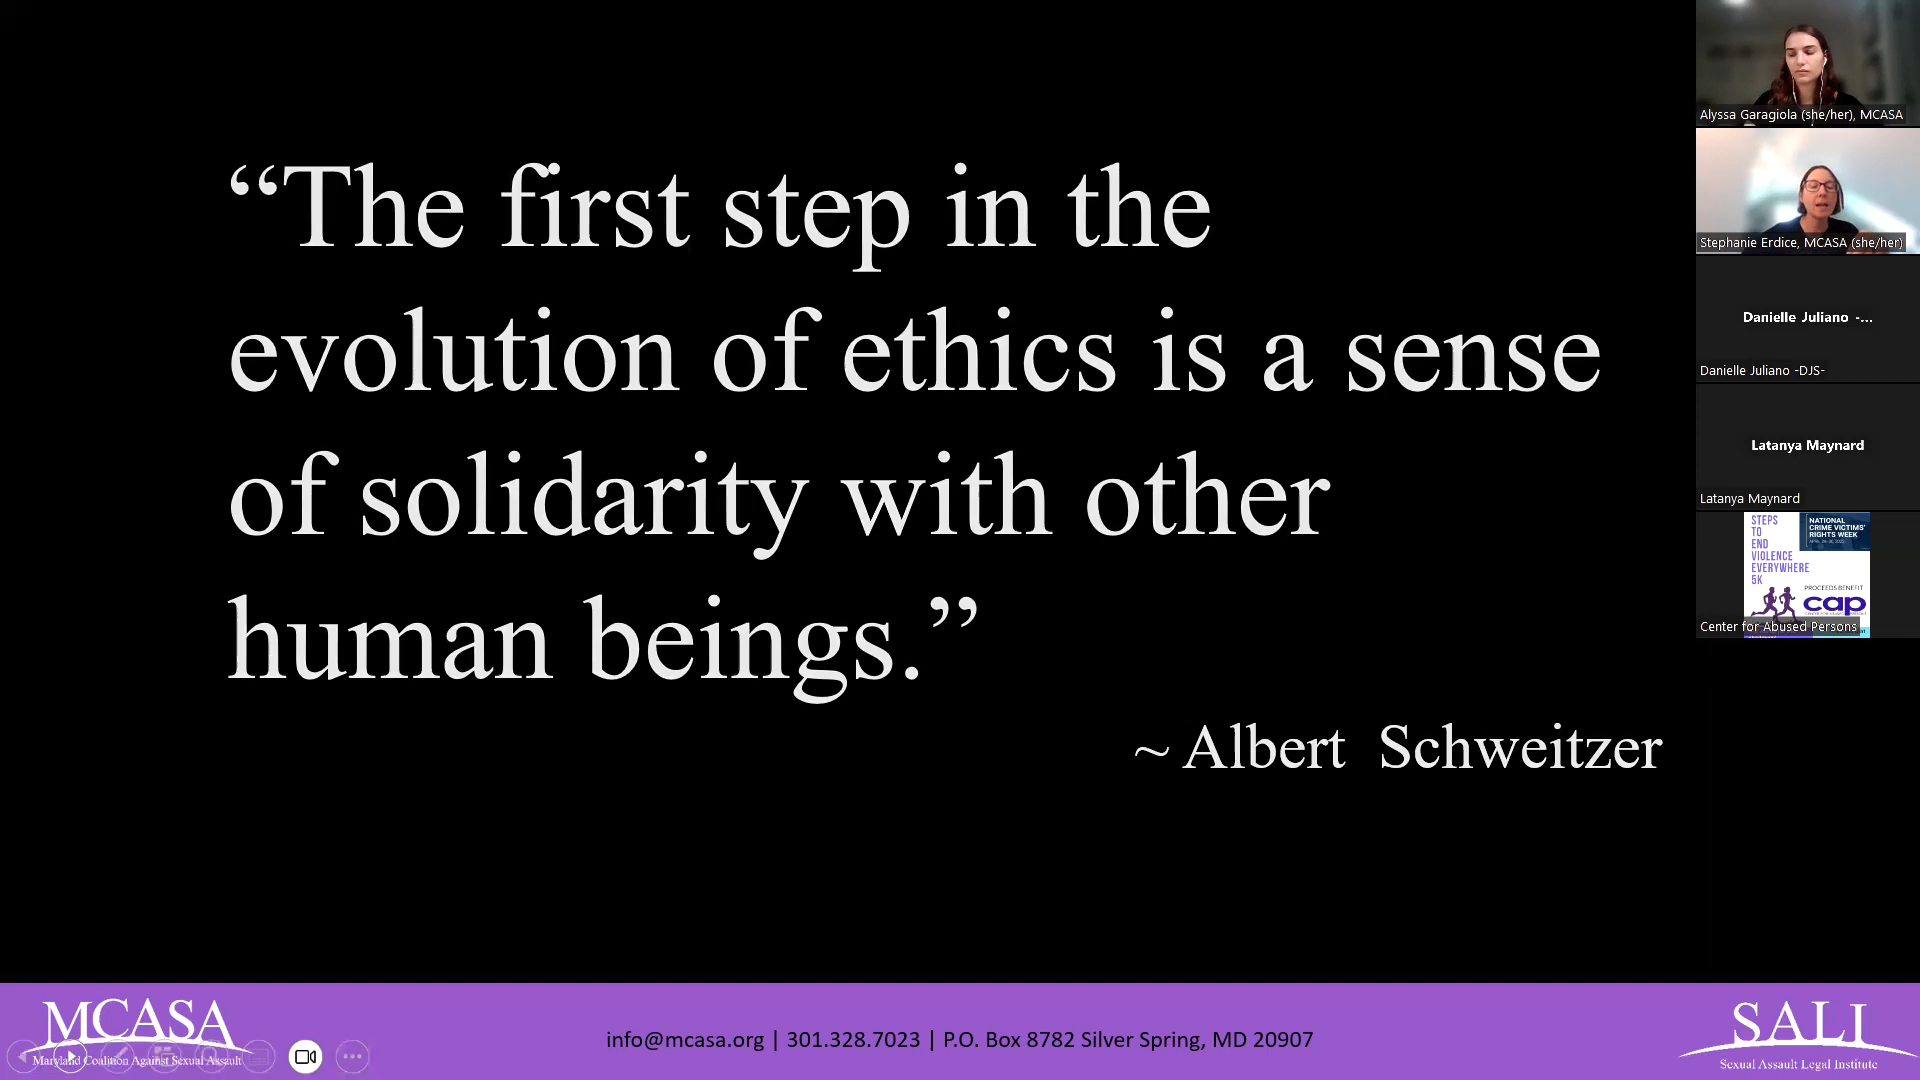 “The first step in the
evolution of ethics is a sense
of solidarity with other
human beings.”
~ Albert Schweitzer
Alyssa Garagiola (she/her), MCASA
Stephanie Erdice, MCASA (she/her)
Danielle Juliano -...
Danielle Juliano -DJS-
Latanya Maynard
Latanya Maynard
STEPS
TO
END
VIOLENCE
EVERYWHERE
5K
NATIONAL
CRIME VICTIMS'
RIGHTS WEEK
PROCEEDS BENEFIT
cap
Center for Abused Persons
MCASA
Maryland Coalition Against Sexual Assault
info@mcasa.org | 301.328.7023 | P.O. Box 8782 Silver Spring, MD 20907
SALI
Sexual Assault Legal Institute